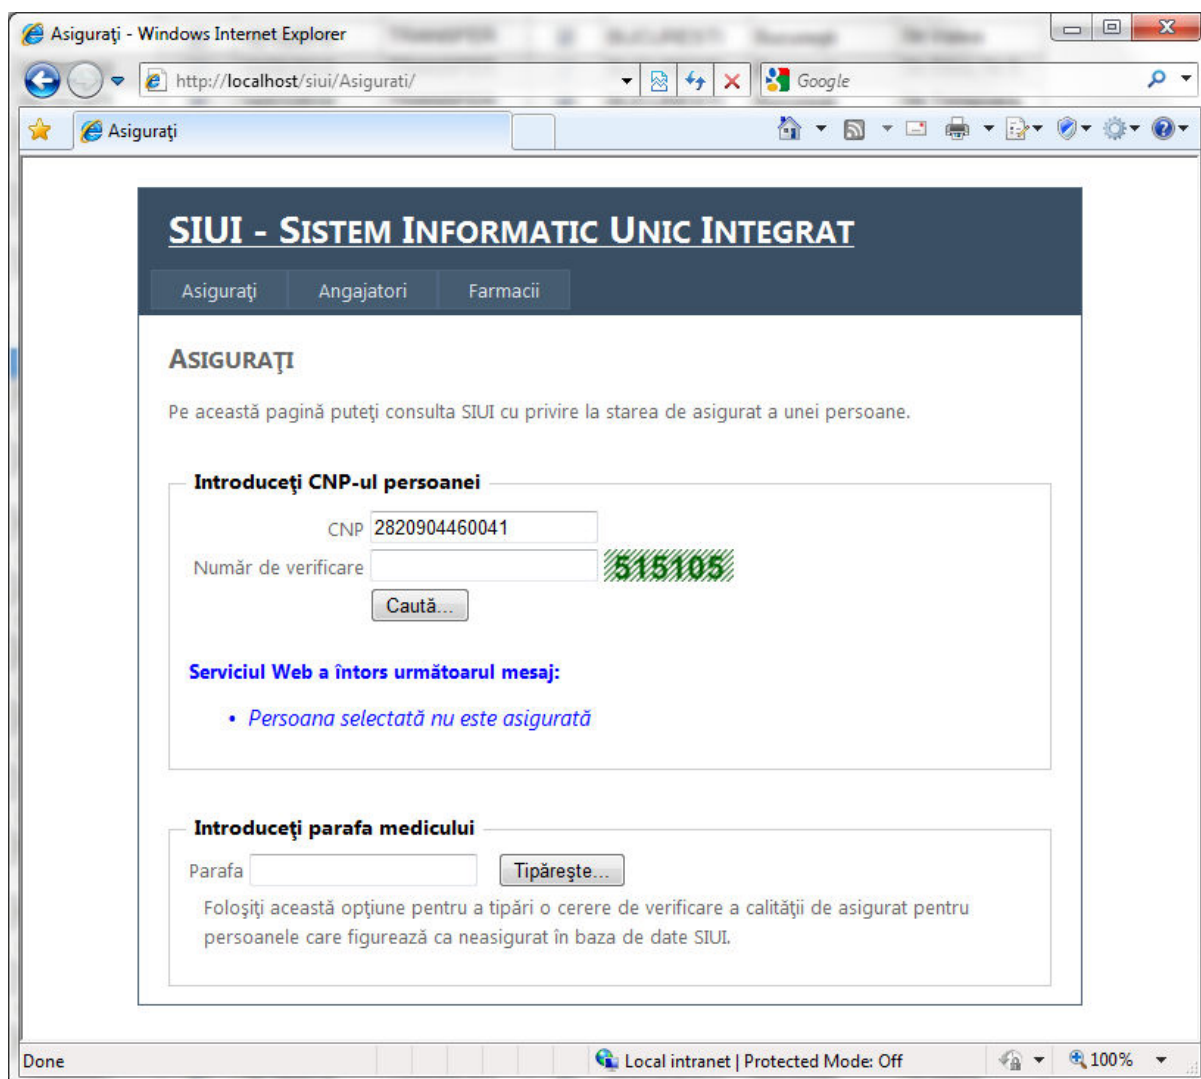 Asiguraţi - Windows Internet Explorer
http://localhost/siui/Asigurati/
Google
Asiguraţi
SIUI - SISTEM INFORMATIC UNIC INTEGRAT
Asiguraţi Angajatori Farmacii
ASIGURAŢI
Pe această pagină puteţi consulta SIUI cu privire la starea de asigurat a unei persoane.
Introduceţi CNP-ul persoanei
CNP 2820904460041
Număr de verificare 515105
Caută...
Serviciul Web a întors următoarul mesaj:
• Persoana selectată nu este asigurată
Introduceţi parafa medicului
Parafa Tipăreşte...
Foloşiţi această opţiune pentru a tipări o cerere de verificare a calităţii de asigurat pentru
persoanele care figurează ca neasigurat în baza de date SIUI.
Done Local intranet | Protected Mode: Off 100%